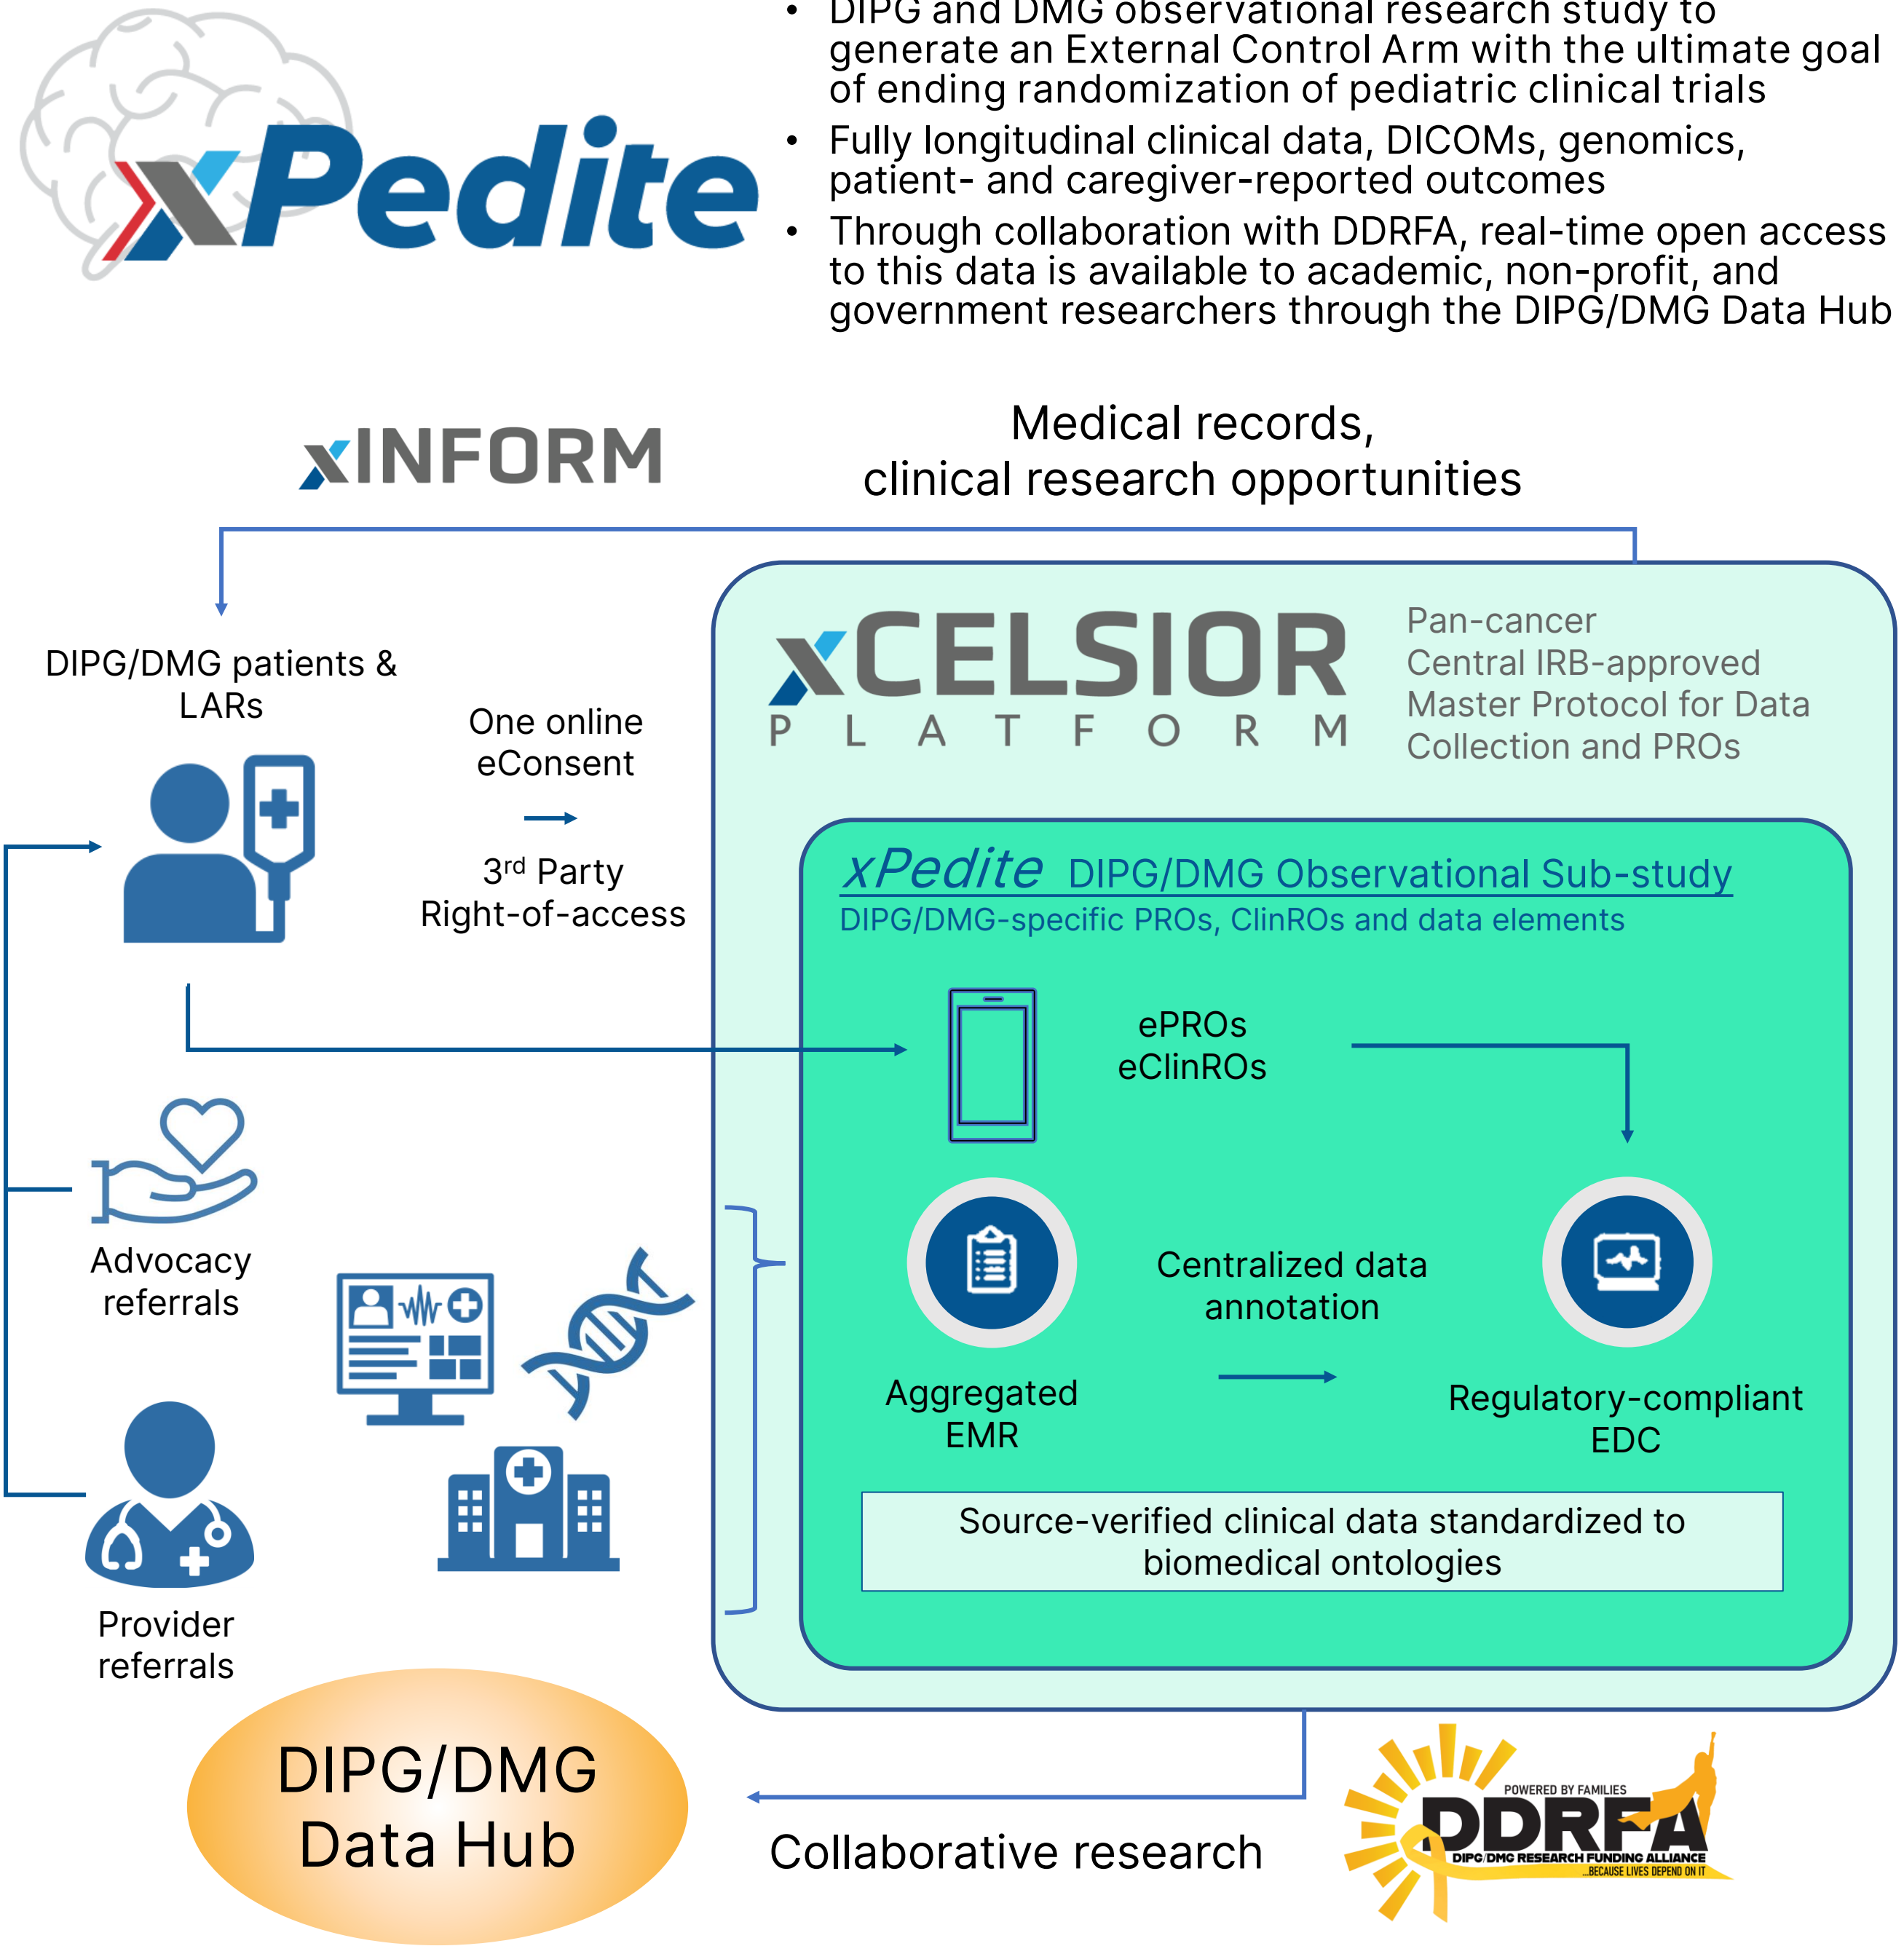 • DIPG and DMG observational research study to
generate an External Control Arm with the ultimate goal
of ending randomization of pediatric clinical trials
• Fully longitudinal clinical data, DICOMs, genomics,
patient- and caregiver-reported outcomes
• Through collaboration with DDRFA, real-time open access
to this data is available to academic, non-profit, and
government researchers through the DIPG/DMG Data Hub
xPedite
xINFORM
Medical records,
clinical research opportunities
DIPG/DMG patients &
LARs
One online
eConsent
3rd Party
Right-of-access
xCELSIOR
PLATFORM
Pan-cancer
Central IRB-approved
Master Protocol for Data
Collection and PROs
xPedite DIPG/DMG Observational Sub-study
DIPG/DMG-specific PROs, ClinROs and data elements
ePROs
eClinROs
Advocacy
referrals
Centralized data
annotation
Aggregated
EMR
Regulatory-compliant
EDC
Source-verified clinical data standardized to
biomedical ontologies
Provider
referrals
DIPG/DMG
Data Hub
Collaborative research
POWERED BY FAMILIES
DDRFA
DIPG/DMG RESEARCH FUNDING ALLIANCE
...BECAUSE LIVES DEPEND ON IT